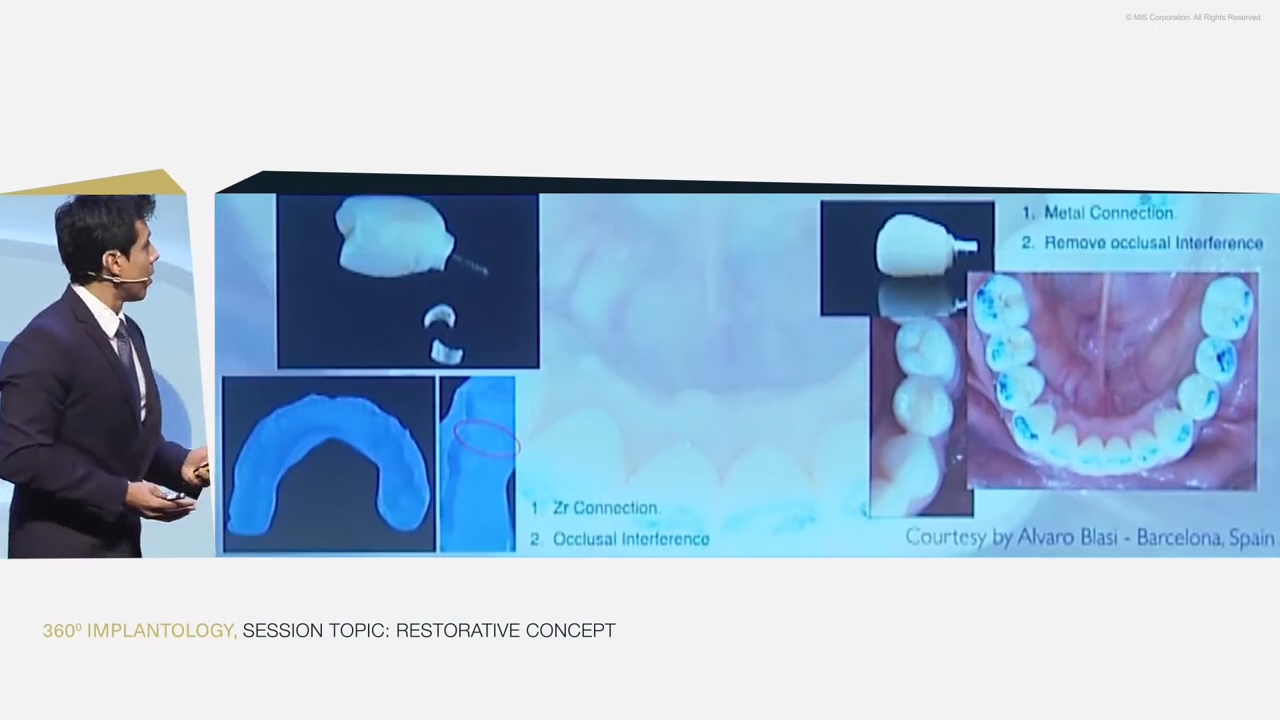 © MIS Corporation. All Rights Reserved
1. Metal Connection
2. Remove occlusal Interference
1 Zr Connection
2. Occlusal Interference
Courtesy by Alvaro Blasi - Barcelona, Spain
360⁰ IMPLANTOLOGY, SESSION TOPIC: RESTORATIVE CONCEPT